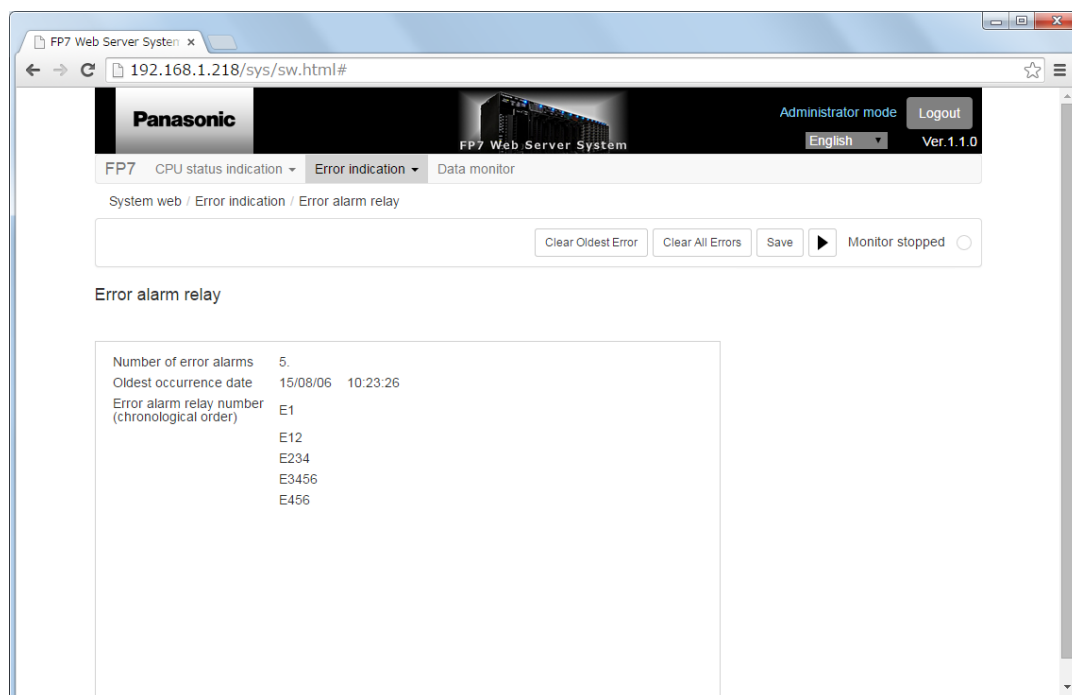 FP7 Web Server System
192.168.1.218/sys/sw.html#
Panasonic
FP7 Web Server System
Administrator mode
Logout
English
Ver.1.1.0
FP7 CPU status indication Error indication Data monitor
System web / Error indication / Error alarm relay
Clear Oldest Error Clear All Errors Save Monitor stopped
Error alarm relay
Number of error alarms 5.
Oldest occurrence date 15/08/06 10:23:26
Error alarm relay number
(chronological order) E1
E12
E234
E3456
E456